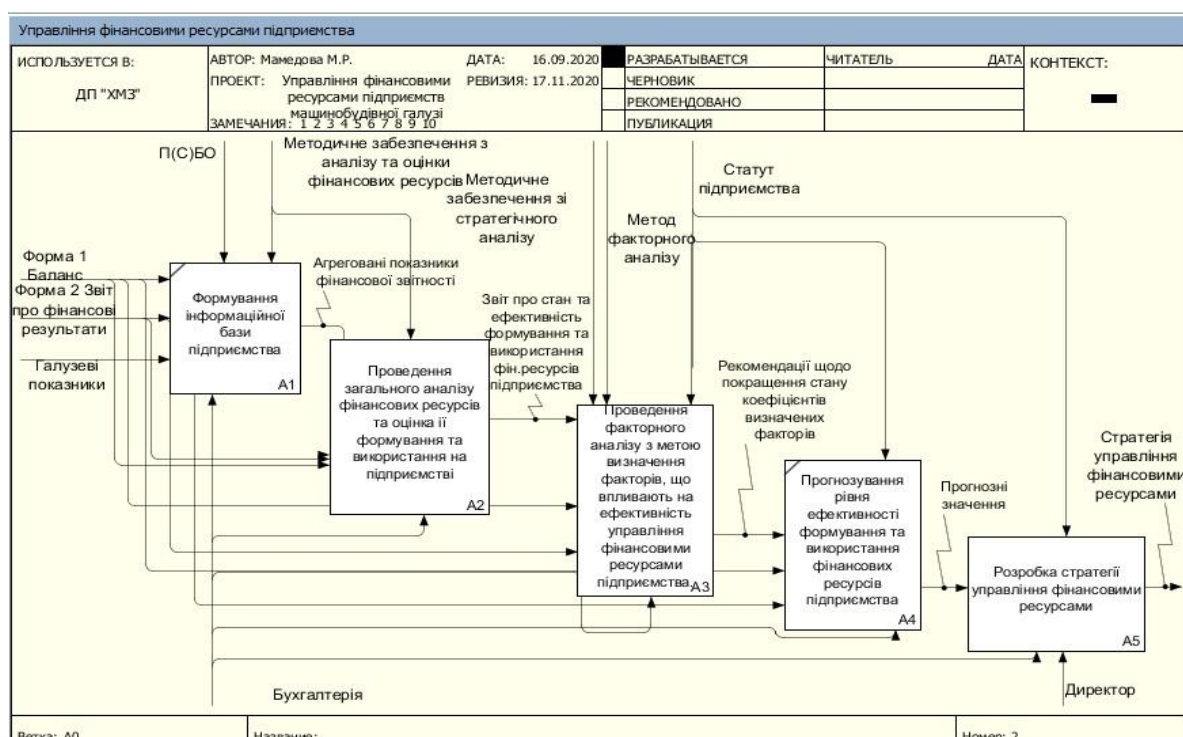 Управління фінансовими ресурсами підприємства
ИСПОЛЬЗУЕТСЯ В:
ДП "ХМЗ"
АВТОР: Мамедова М.Р.
ДАТА: 16.09.2020
ПРОЕКТ: Управління фінансовими
ресурсами підприємств
машинобудівної галузі
РЕВИЗИЯ: 17.11.2020
ЗАМЕЧАНИЯ: 1 2 3 4 5 6 7 8 9 10
РАЗРАБАТЫВАЕТСЯ
ЧЕРНОВИК
РЕКОМЕНДОВАНО
ПУБЛИКАЦИЯ
ЧИТАТЕЛЬ
ДАТА
КОНТЕКСТ:
П(С)БО
Методичне забезпечення з
аналізу та оцінки
фінансових ресурсів
Методичне
забезпечення зі
стратегічного
аналізу
Метод
факторного
аналізу
Статут
підприємства
Форма 1
Баланс
Форма 2 Звіт
про фінансові
результати
Галузеві
показники
Формування
інформаційної
бази
підприємства
A1
Агреговані показники
фінансової звітності
Проведення
загального аналізу
фінансових ресурсів
та оцінка ії
формування та
використання на
підприємстві
A2
Звіт про стан та
ефективність
формування та
використання
фін.ресурсів
підприємства
Проведення
факторного
аналізу з метою
визначення
факторів, що
впливають на
ефективність
управління
фінансовими
ресурсами
підприємства.
A3
Рекомендації щодо
покращення стану
коефіцієнтів
визначених
факторів
Прогнозування
рівня
ефективності
формування та
використання
фінансових
ресурсів
підприємства
A4
Прогнозні
значення
Розробка стратегії
управління фінансовими
ресурсами
A5
Стратегія
управління
фінансовими
ресурсами
Бухгалтерія
Директор
Ветка: A0
Название:
Номер: 2